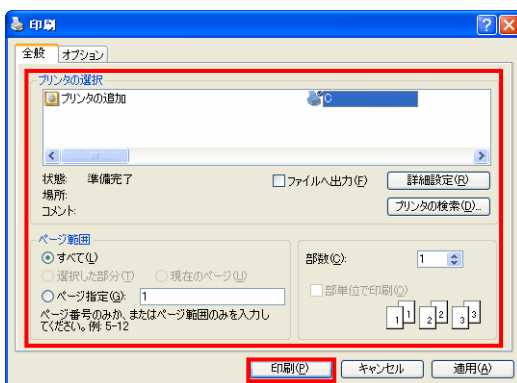 印刷
全般 オプション
プリンタの選択
プリンタの追加 C
状態: 準備完了 ファイルへ出力(F) 詳細設定(R)
場所:
コメント: プリンタの検索(D)...
ページ範囲
すべて(L) 部数(C): 1
選択した部分(T) 現在のページ(U)
ページ指定(G): 1 部単位で印刷(O)
ページ番号のみか、またはページ範囲のみを入力し
てください。例: 5-12
1 1 2 2 3 3
印刷(P) キャンセル 適用(A)